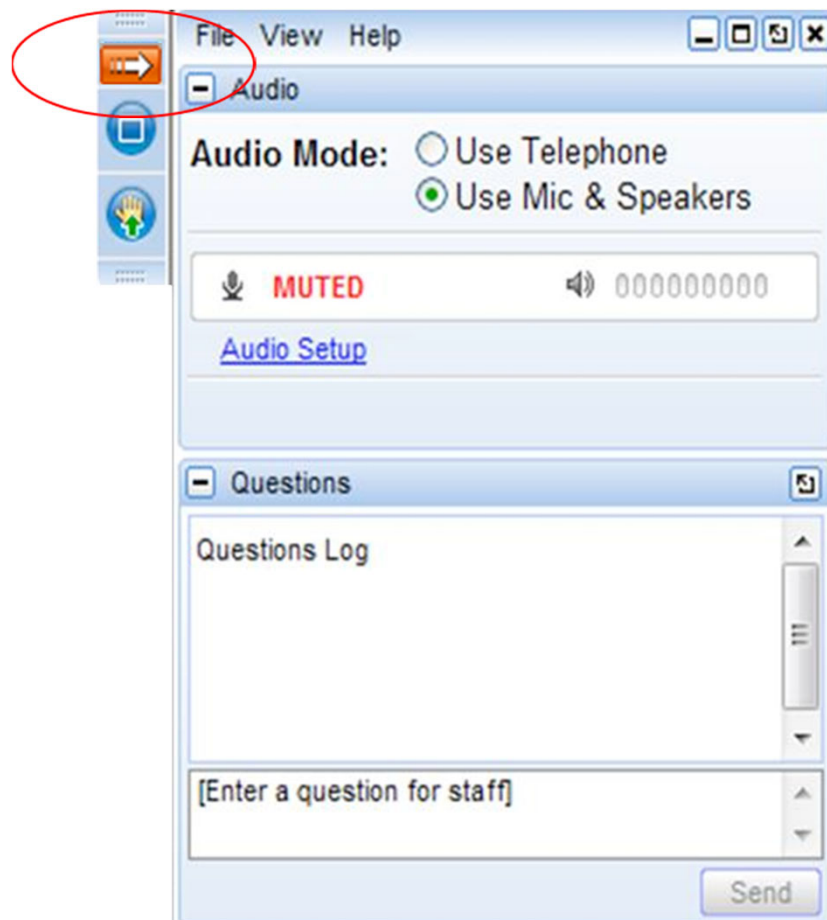 File View Help
Audio
Audio Mode: Use Telephone
Use Mic & Speakers
MUTED 000000000
Audio Setup
Questions
Questions Log
[Enter a question for staff]
Send